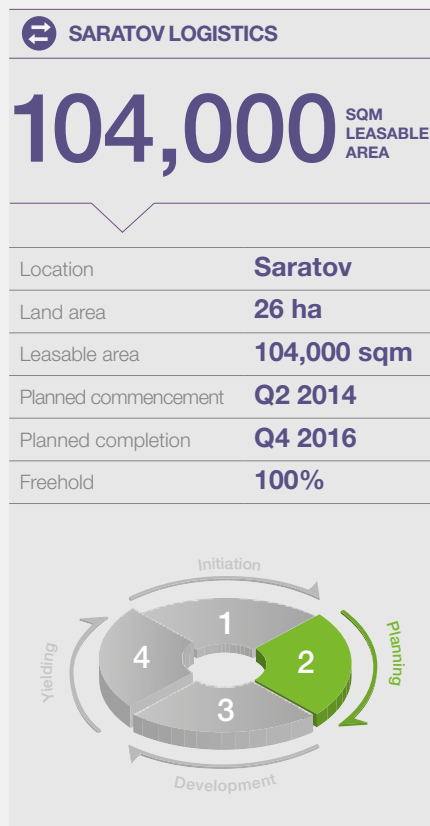 SARATOV LOGISTICS
104,000
SQM
LEASABLE
AREA
Location Saratov
Land area 26 ha
Leasable area 104,000 sqm
Planned commencement Q2 2014
Planned completion Q4 2016
Freehold 100%
Initiation
1
Planning
2
4
Yielding
3
Development